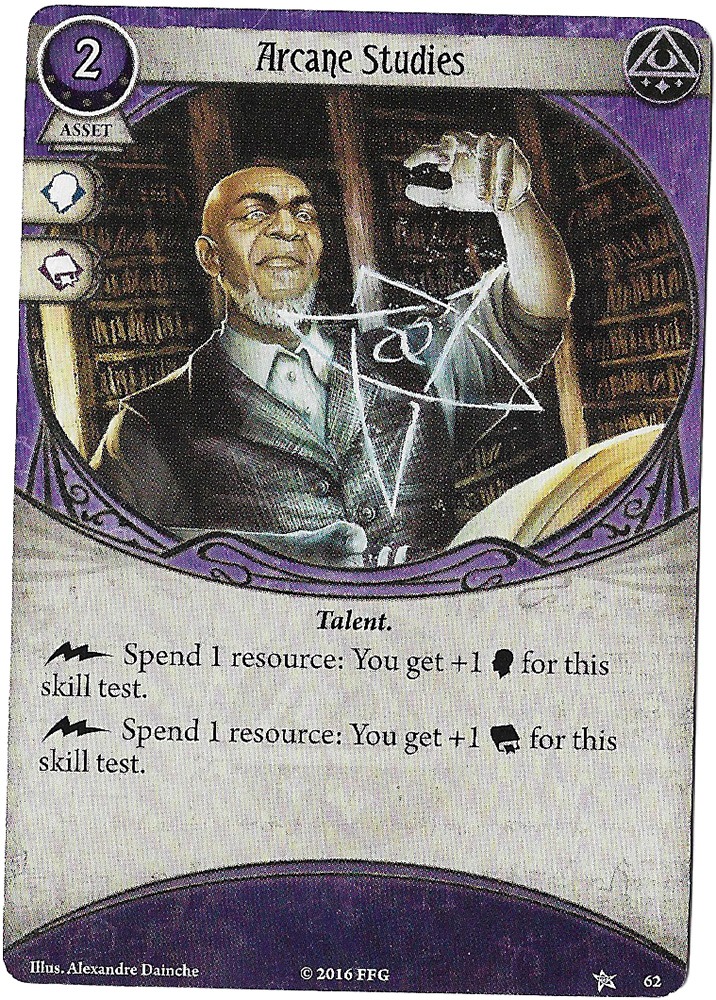 2
Arcane Studies
ASSET
Talent.
Spend 1 resource: You get +1 for this
skill test.
Spend 1 resource: You get +1 for this
skill test.
Illus. Alexandre Dainche
© 2016 FFG
62